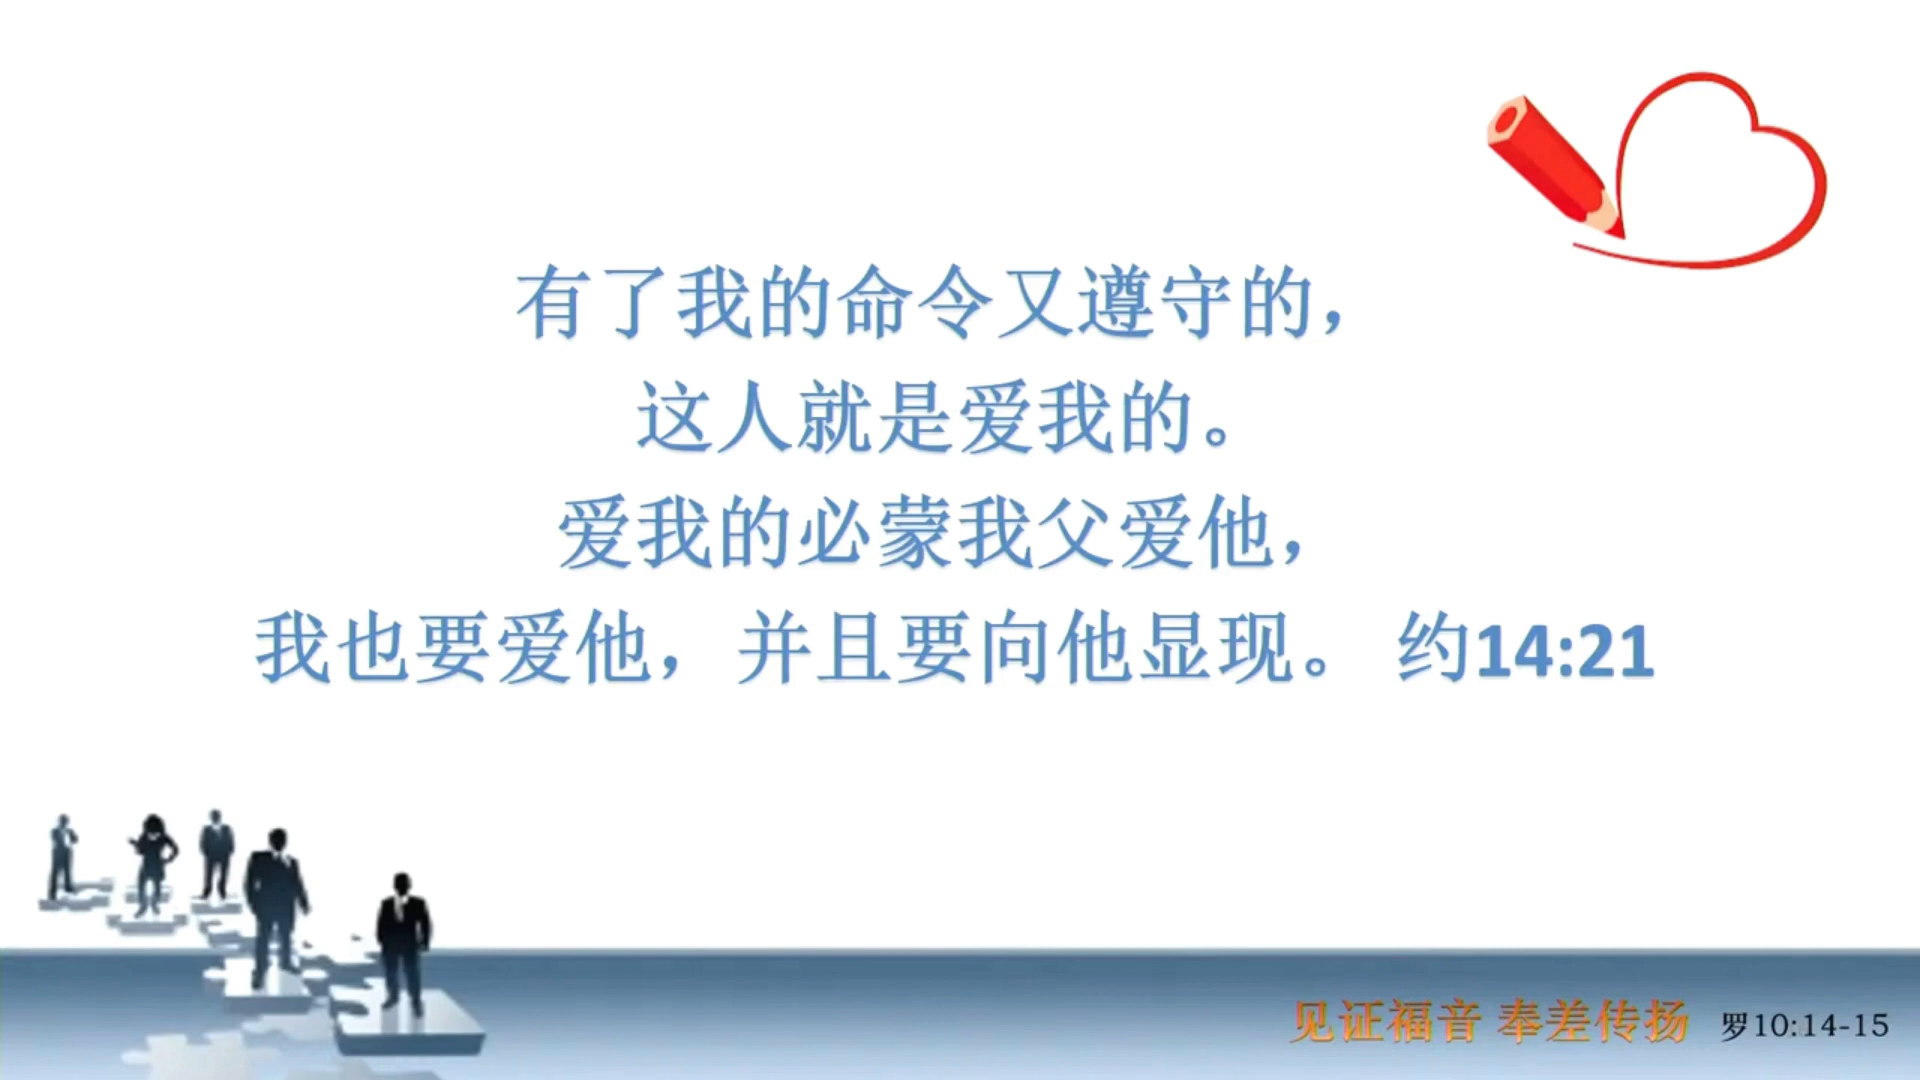 有了我的命令又遵守的，
这人就是爱我的。
爱我的必蒙我父爱他，
我也要爱他，并且要向他显现。 约14:21
见证福音 奉差传扬 罗10:14-15